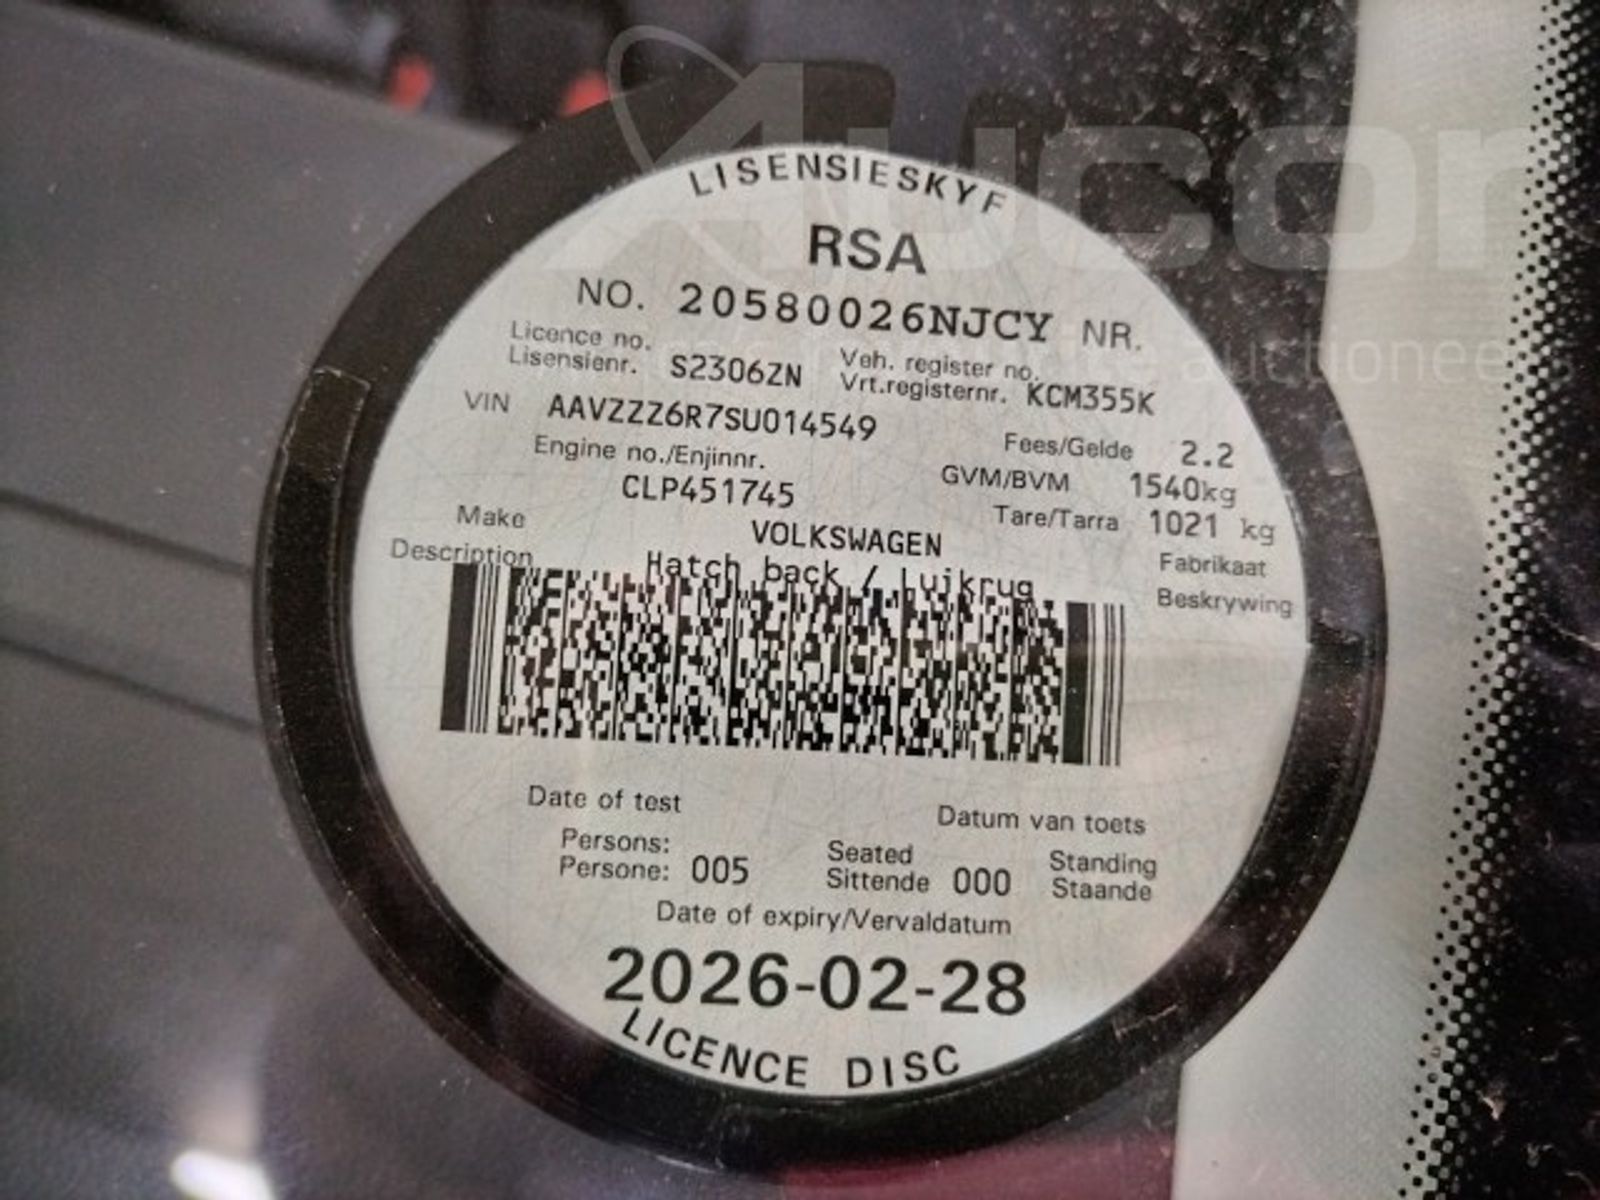 LISENSIESKYF
RSA
NO. 20580026NJCY NR.
Licence no. Veh. register no.
Lisensienr. S2306ZN Vrt.registernr. KCM355K
VIN AAVZZZ6R7SU014549
Fees/Gelde 2.2
Engine no./Enjinnr. GVM/BVM 1540kg
CLP451745 Tare/Tarra 1021 kg
Make VOLKSWAGEN Fabrikaat
Description Hatch back / Luikrug Beskrywing
Date of test Datum van toets
Persons: Seated Standing
Persone: 005 Sittende 000 Staande
Date of expiry/Vervaldatum
2026-02-28
LICENCE DISC
Aucor
auctioneer